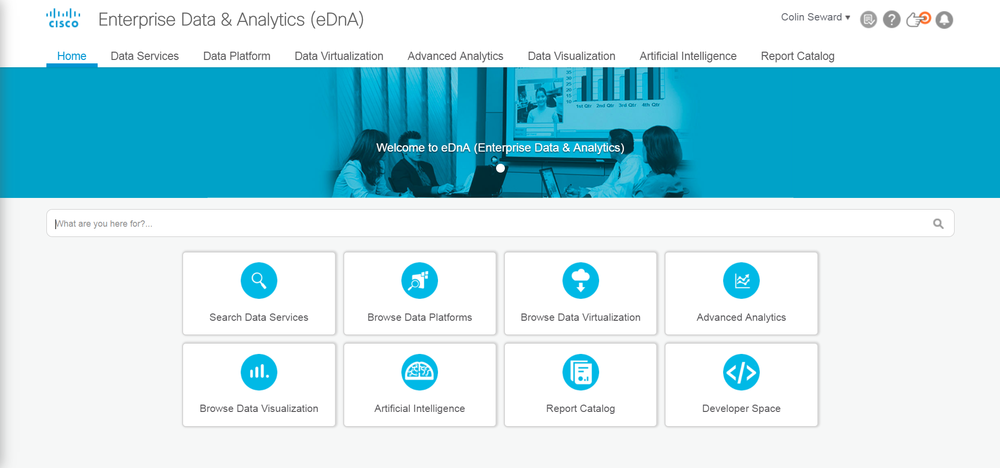 CISCO
Enterprise Data & Analytics (eDnA)
Colin Seward ▾
?
Home
Data Services
Data Platform
Data Virtualization
Advanced Analytics
Data Visualization
Artificial Intelligence
Report Catalog
35
30
25
20
15
10
1st Qtr 2nd Qtr 3rd Qtr 4th Qtr
Welcome to eDnA (Enterprise Data & Analytics)
What are you here for?...
Search Data Services
Browse Data Platforms
Browse Data Virtualization
Advanced Analytics
Browse Data Visualization
Artificial Intelligence
Report Catalog
</>
Developer Space